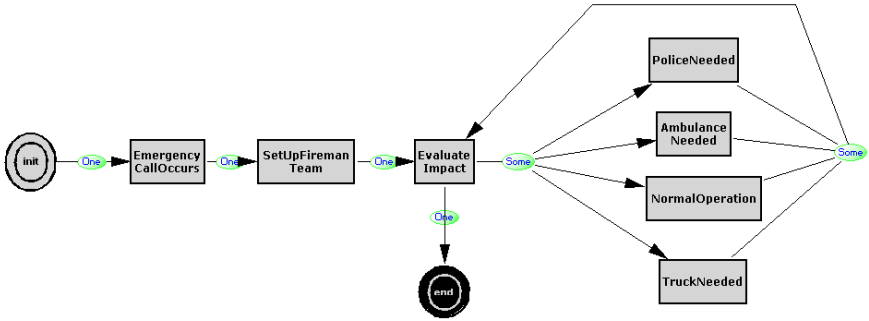 init
One
Emergency
CallOccurs
One
SetUpFireman
Team
One
Evaluate
Impact
One
end
Some
PoliceNeeded
Ambulance
Needed
NormalOperation
TruckNeeded
Some